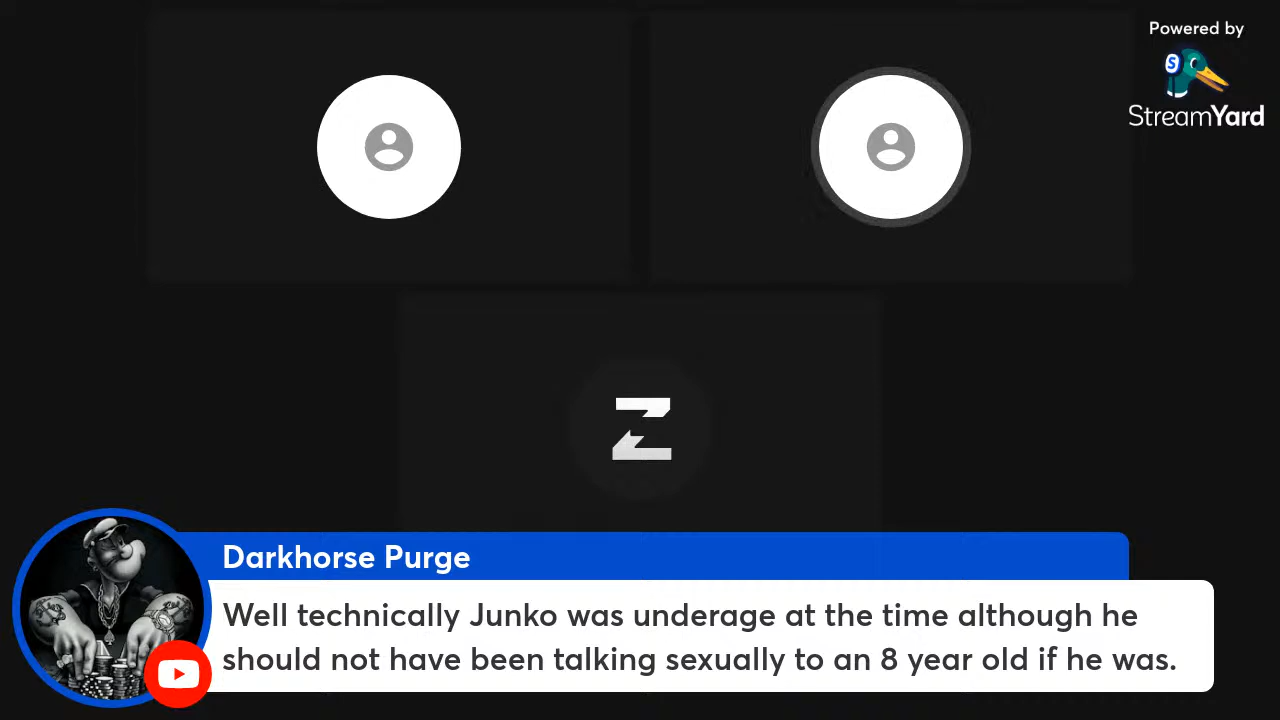 Powered by
StreamYard
Darkhorse Purge
Well technically Junko was underage at the time although he
should not have been talking sexually to an 8 year old if he was.